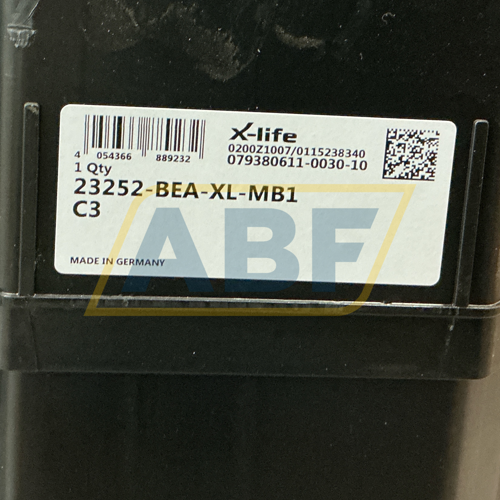 X-life
4 054366 889232
0200Z1007/0115238340
079380611-0030-10
1 Qty
23252-BEA-XL-MB1
C3
MADE IN GERMANY
ABF